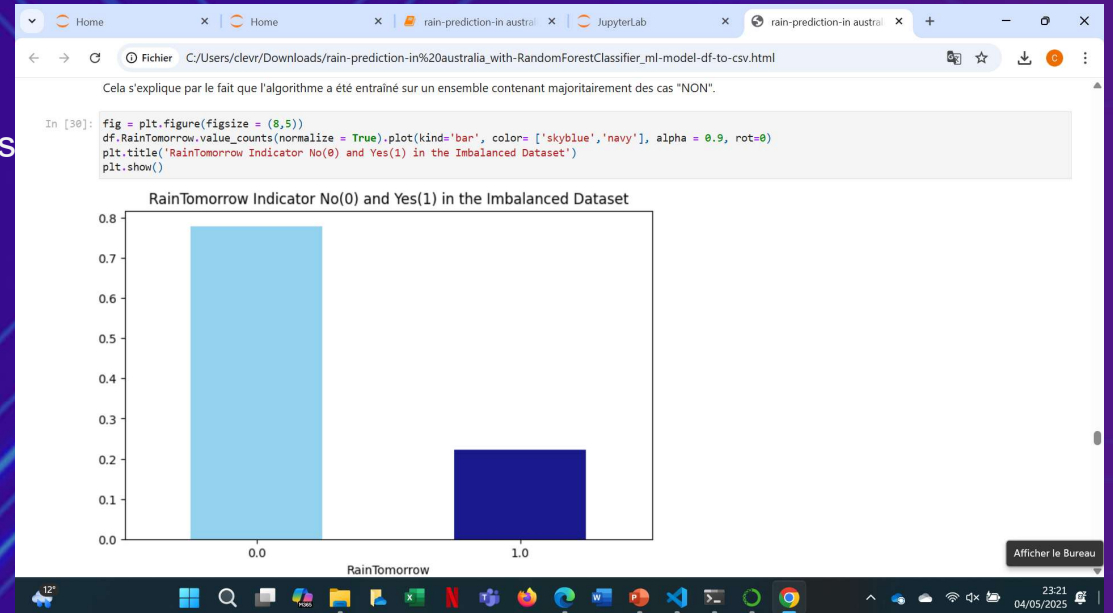 Home
Home
rain-prediction-in austral
JupyterLab
rain-prediction-in austral
Fichier
C:/Users/clevr/Downloads/rain-prediction-in%20australia_with-RandomForestClassifier_ml-model-df-to-csv.html
C
s
Cela s'explique par le fait que l'algorithme a été entraîné sur un ensemble contenant majoritairement des cas "NON".
In [30]: fig = plt.figure(figsize = (8,5))
df.RainTomorrow.value_counts(normalize = True).plot(kind='bar', color= ['skyblue','navy'], alpha = 0.9, rot=0)
plt.title('RainTomorrow Indicator No(0) and Yes(1) in the Imbalanced Dataset')
plt.show()
RainTomorrow Indicator No(0) and Yes(1) in the Imbalanced Dataset
0.8
0.7
0.6
0.5
0.4
0.3
0.2
0.1
0.0
0.0 1.0
RainTomorrow
Afficher le Bureau
12°
23:21
04/05/2025